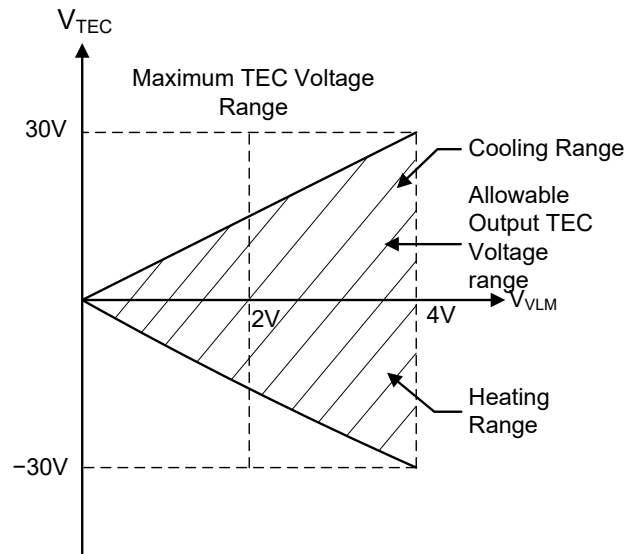 VTEC
Maximum TEC Voltage
Range
30V
Cooling Range
Allowable
Output TEC
Voltage
range
2V
4V
VVLM
Heating
Range
−30V